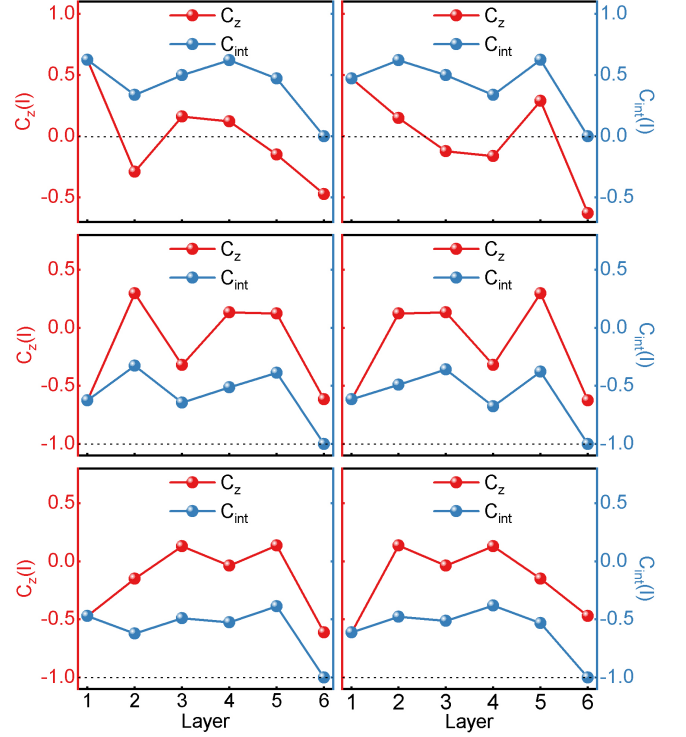 1.0
0.5
0.0
-0.5
C_z(l)
C_z
C_int
C_z
C_int
1.0
0.5
0.0
-0.5
C_int(l)
0.5
0.0
-0.5
-1.0
C_z(l)
C_z
C_int
C_z
C_int
0.5
0.0
-0.5
-1.0
C_int(l)
0.5
0.0
-0.5
-1.0
C_z(l)
C_z
C_int
C_z
C_int
0.5
0.0
-0.5
-1.0
C_int(l)
1 2 3 4 5 6
Layer
1 2 3 4 5 6
Layer